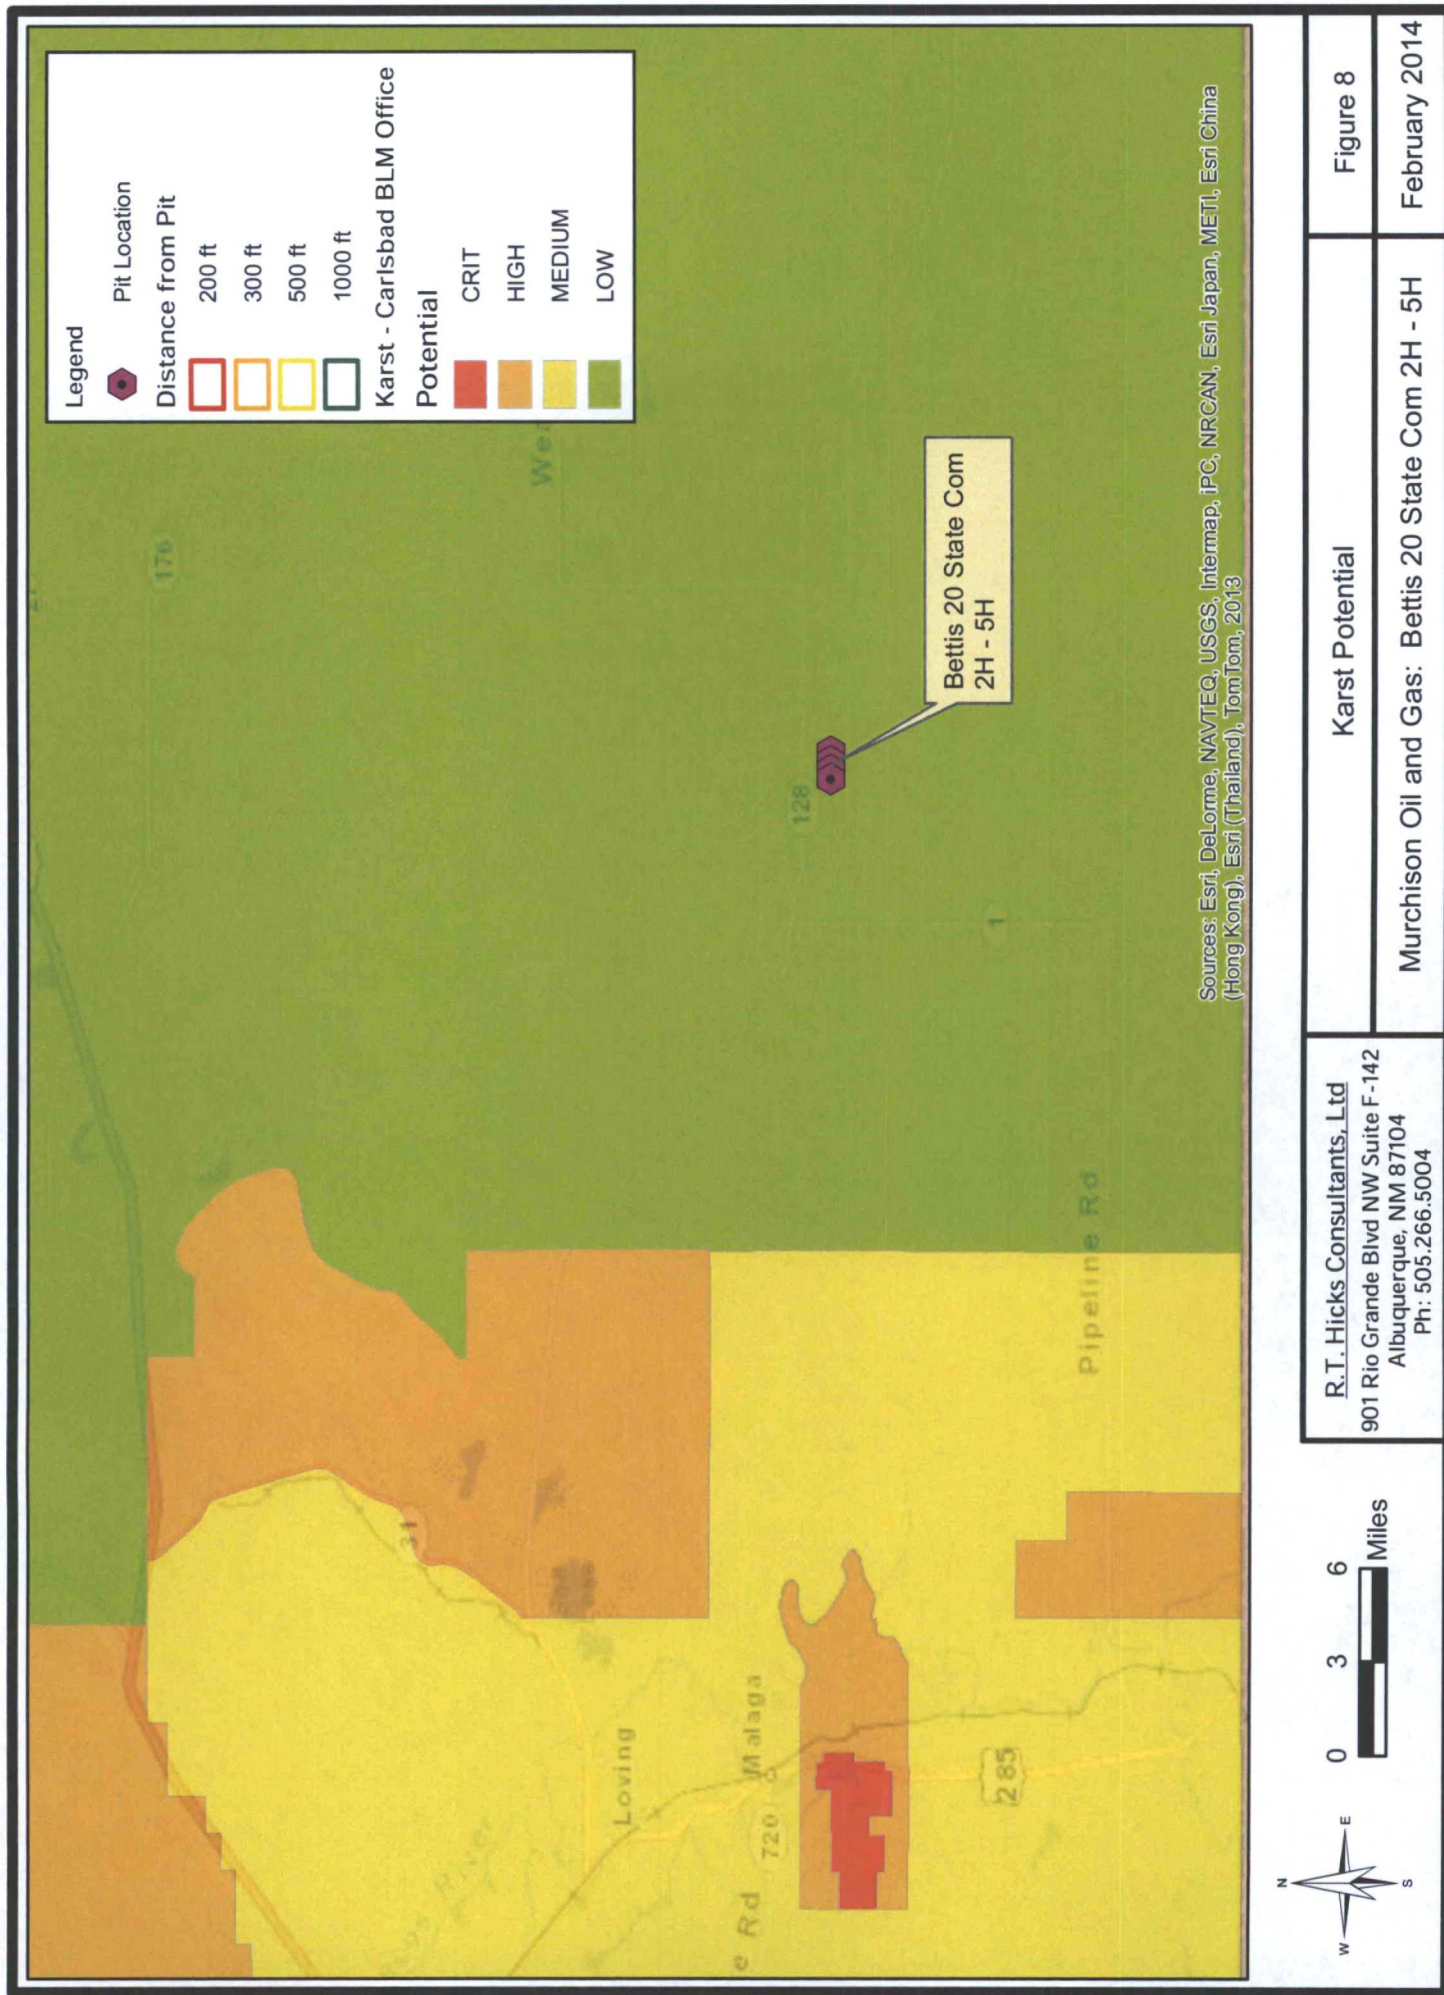 Legend
Pit Location
Distance from Pit
200 ft
300 ft
500 ft
1000 ft
Karst - Carlsbad BLM Office
Potential
CRIT
HIGH
MEDIUM
LOW
176
31
Loving
Malaga
720
River
Rd
285
128
1
Pipeline Rd
Bettis 20 State Com
2H - 5H
Sources: Esri, DeLorme, NAVTEQ, USGS, Intermap, iPC, NRCAN, Esri Japan, METI, Esri China
(Hong Kong), Esri (Thailand), TomTom, 2013
N
W
E
S
0 3 6
Miles
R.T. Hicks Consultants, Ltd
901 Rio Grande Blvd NW Suite F-142
Albuquerque, NM 87104
Ph: 505.266.5004
Karst Potential
Murchison Oil and Gas: Bettis 20 State Com 2H - 5H
Figure 8
February 2014